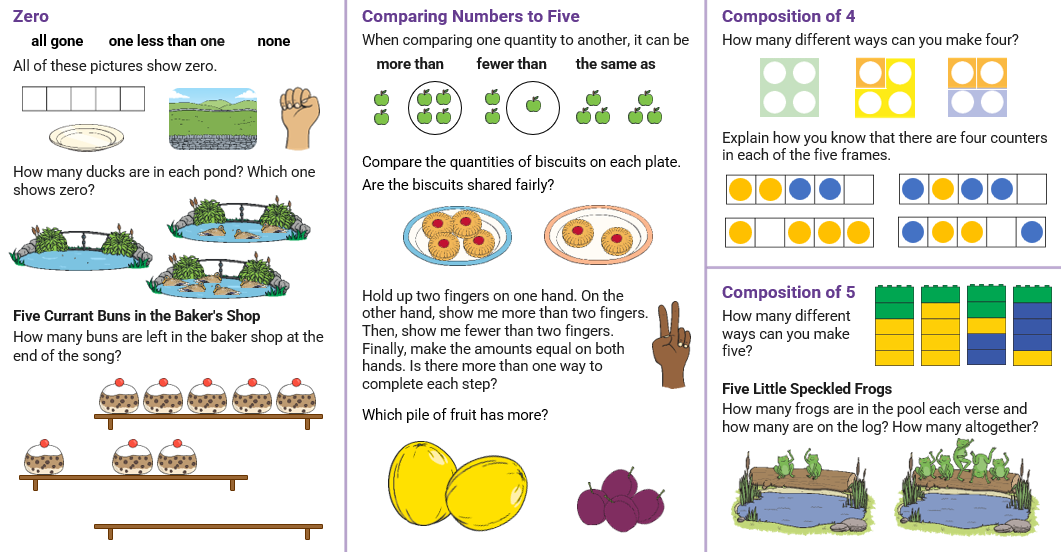 Zero
all gone one less than one none
All of these pictures show zero.
How many ducks are in each pond? Which one
shows zero?
Five Currant Buns in the Baker's Shop
How many buns are left in the baker shop at the
end of the song?
Comparing Numbers to Five
When comparing one quantity to another, it can be
more than fewer than the same as
Compare the quantities of biscuits on each plate.
Are the biscuits shared fairly?
Hold up two fingers on one hand. On the
other hand, show me more than two fingers.
Then, show me fewer than two fingers.
Finally, make the amounts equal on both
hands. Is there more than one way to
complete each step?
Which pile of fruit has more?
Composition of 4
How many different ways can you make four?
Explain how you know that there are four counters
in each of the five frames.
Composition of 5
How many different
ways can you make
five?
Five Little Speckled Frogs
How many frogs are in the pool each verse and
how many are on the log? How many altogether?